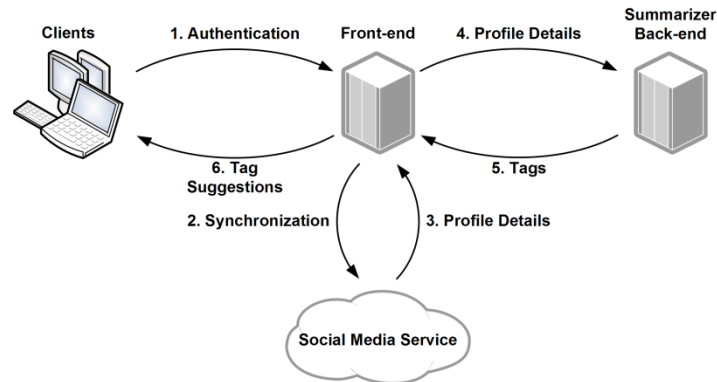 Clients
1. Authentication
Front-end
4. Profile Details
Summarizer
Back-end
6. Tag
Suggestions
5. Tags
2. Synchronization
3. Profile Details
Social Media Service